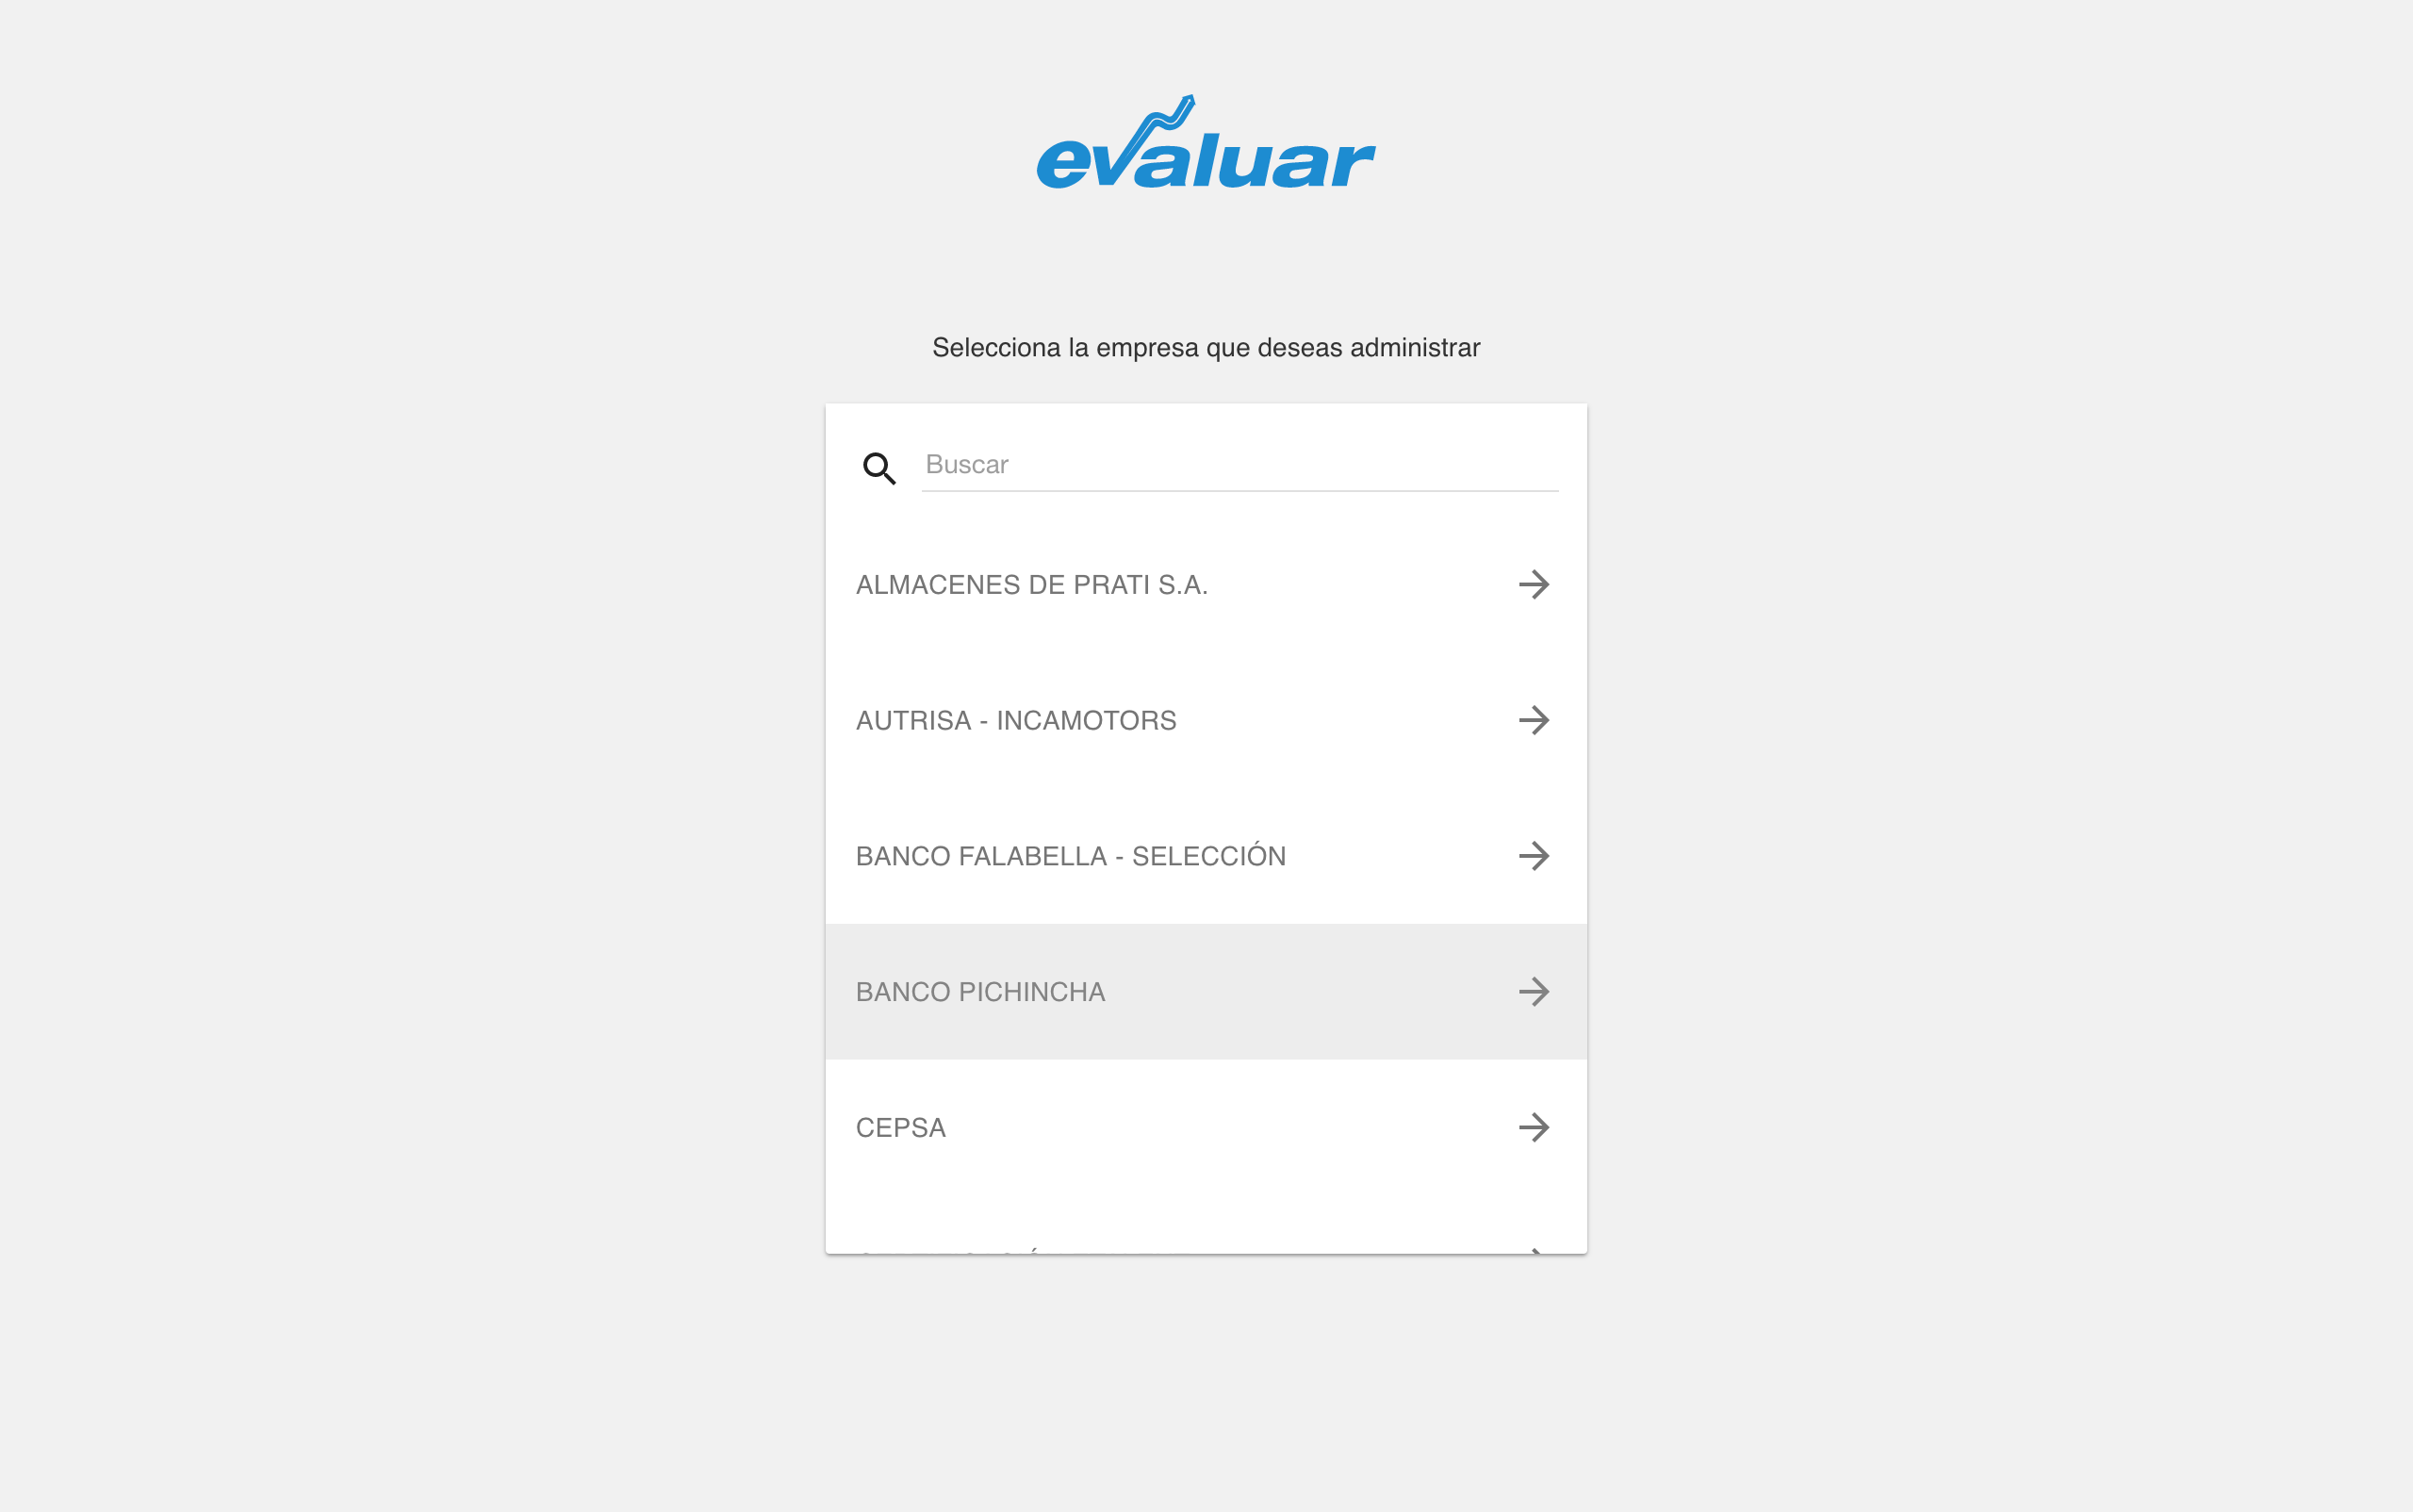 evaluar
Selecciona la empresa que deseas administrar
Buscar
ALMACENES DE PRATI S.A.
AUTRISA - INCAMOTORS
BANCO FALABELLA - SELECCIÓN
BANCO PICHINCHA
CEPSA